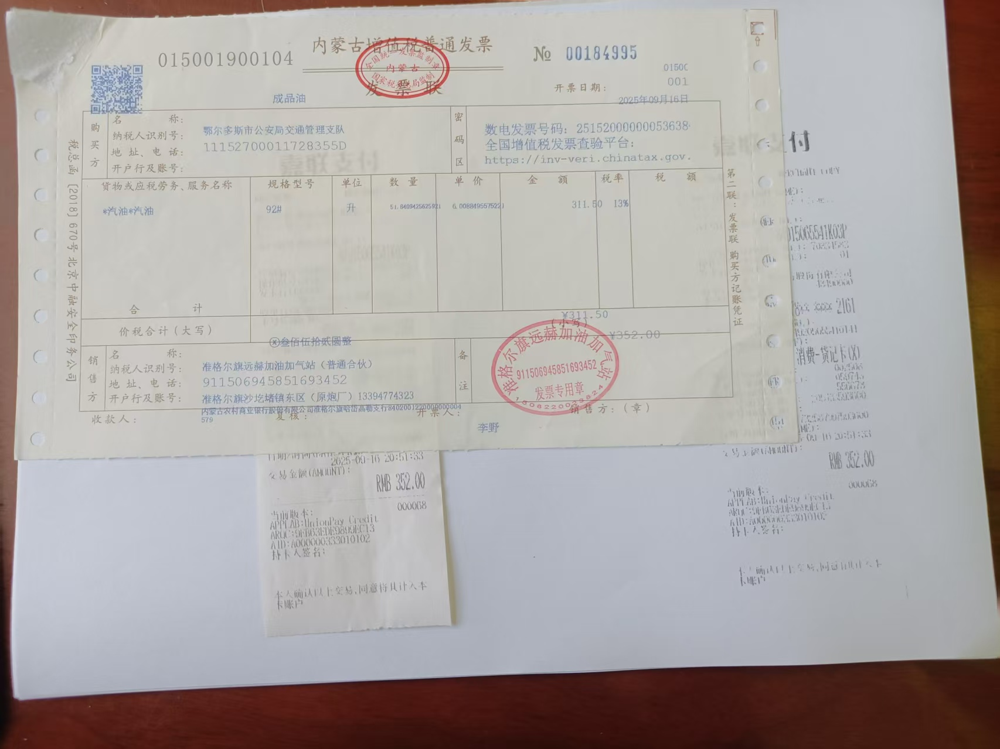 内蒙古增值税普通发票
发票联
015001900104
№ 00184995
01500
001
全国统一发票监制章
内蒙古
国家税务总局监制
成品油
开票日期：
2025年09月16日
购买方
名称：
鄂尔多斯市公安局交通管理支队
纳税人识别号：
11152700011728355D
地址、电话：
开户行及账号：
密码区
数电发票号码：25152000000053638
全国增值税发票查验平台：
https://inv-veri.chinatax.gov.
货物或应税劳务、服务名称 规格型号 单位 数量 单价 金额 税率 税额
*汽油*汽油 92# 升 51.8409425625921 6.0088495575221 311.50 13%
合计
¥311.50
价税合计（大写）
ⓧ叁佰伍拾贰圆整
（小写）
¥352.00
销售方
名称：
准格尔旗远赫加油加气站（普通合伙）
纳税人识别号：
911506945851693452
地址、电话：
准格尔旗沙圪堵镇东区（原炮厂）13394774323
开户行及账号：
内蒙古农村商业银行股份有限公司准格尔旗哈岱高勒支行8402001220000000004
579
备注
准格尔旗远赫加油加气站
911506945851693452
发票专用章
收款人：
复核：
开票人：
李野
销售方：（章）
税总函［2018］670号北京中融安全印务公司
第二联：发票联 购买方记账凭证
2025-09-16 20:51:33
交易金额(AMOUNT):
RMB 352.00
000068
当前版本:
APPLAB:UnionPay Credit
ARQC:9FB63EDE9899EC13
AID:A000000333010102
持卡人签名:
本人确认以上交易,同意将其计入本
卡账户
付
2161
消费-贷记卡(X)
09-16 20:51:33
RMB 352.00
000068
当前版本:
APPLAB:UnionPay Credit
ARQC:9FB63EDE9899EC13
AID:A000000333010102
持卡人签名:
本人确认以上交易,同意将其计入本
卡账户